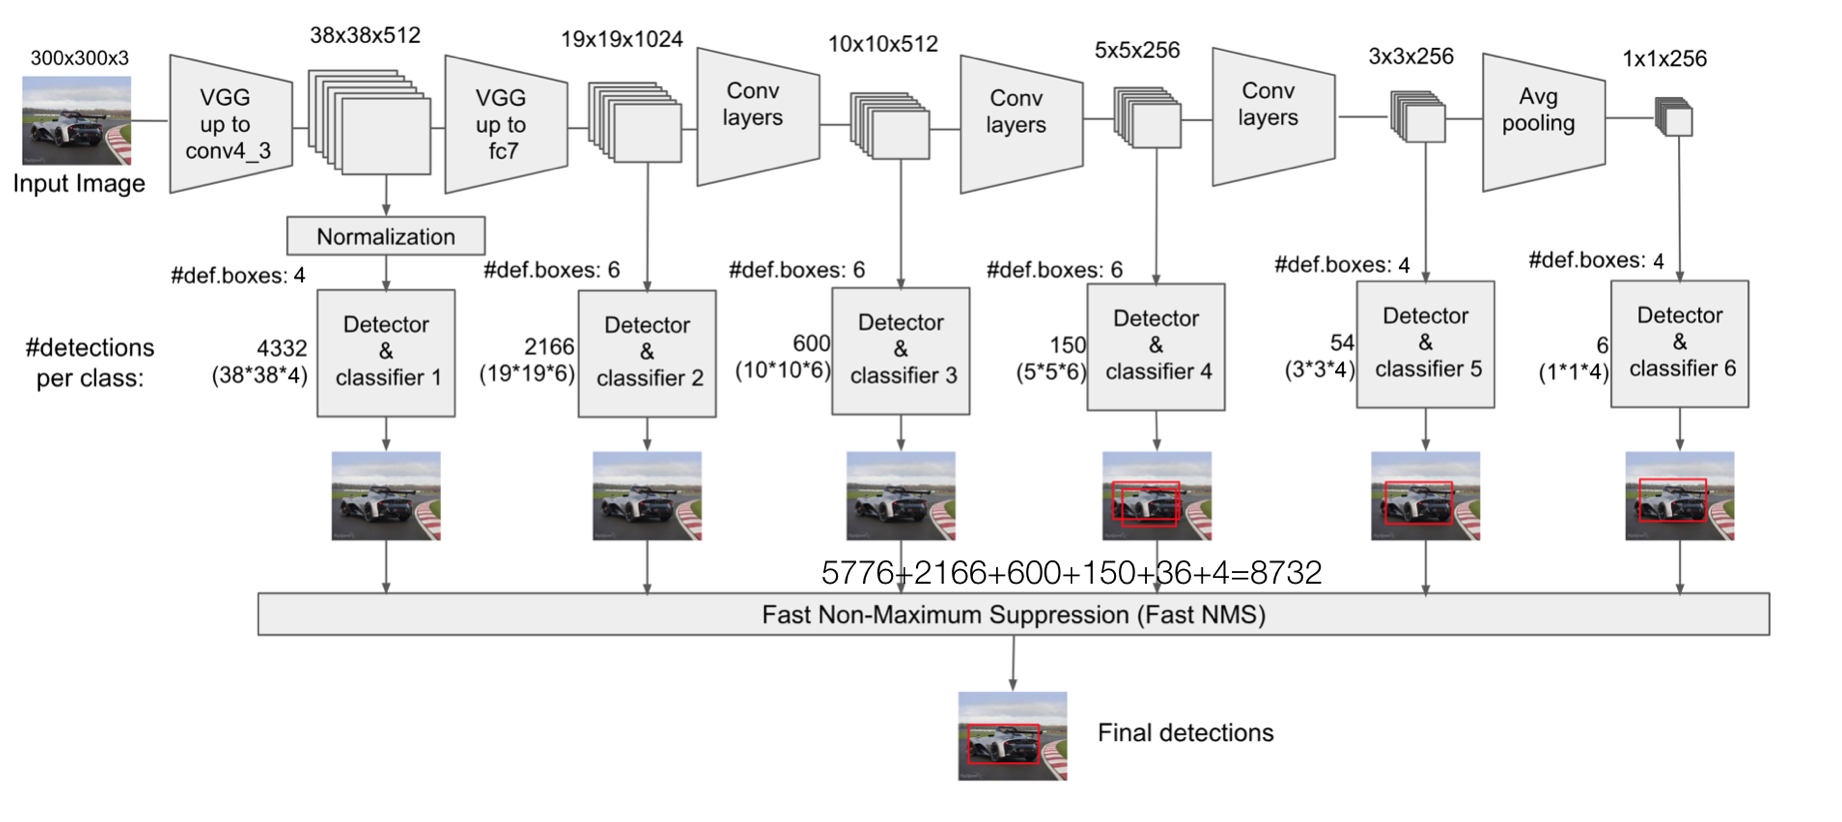 300x300x3
38x38x512
19x19x1024
10x10x512
5x5x256
3x3x256
1x1x256
VGG
up to
conv4_3
VGG
up to
fc7
Conv
layers
Conv
layers
Conv
layers
Avg
pooling
Input Image
Normalization
#def.boxes: 4
#def.boxes: 6
#def.boxes: 6
#def.boxes: 6
#def.boxes: 4
#def.boxes: 4
#detections
per class:
4332
(38*38*4)
Detector
&
classifier 1
2166
(19*19*6)
Detector
&
classifier 2
600
(10*10*6)
Detector
&
classifier 3
150
(5*5*6)
Detector
&
classifier 4
54
(3*3*4)
Detector
&
classifier 5
6
(1*1*4)
Detector
&
classifier 6
5776+2166+600+150+36+4=8732
Fast Non-Maximum Suppression (Fast NMS)
Final detections